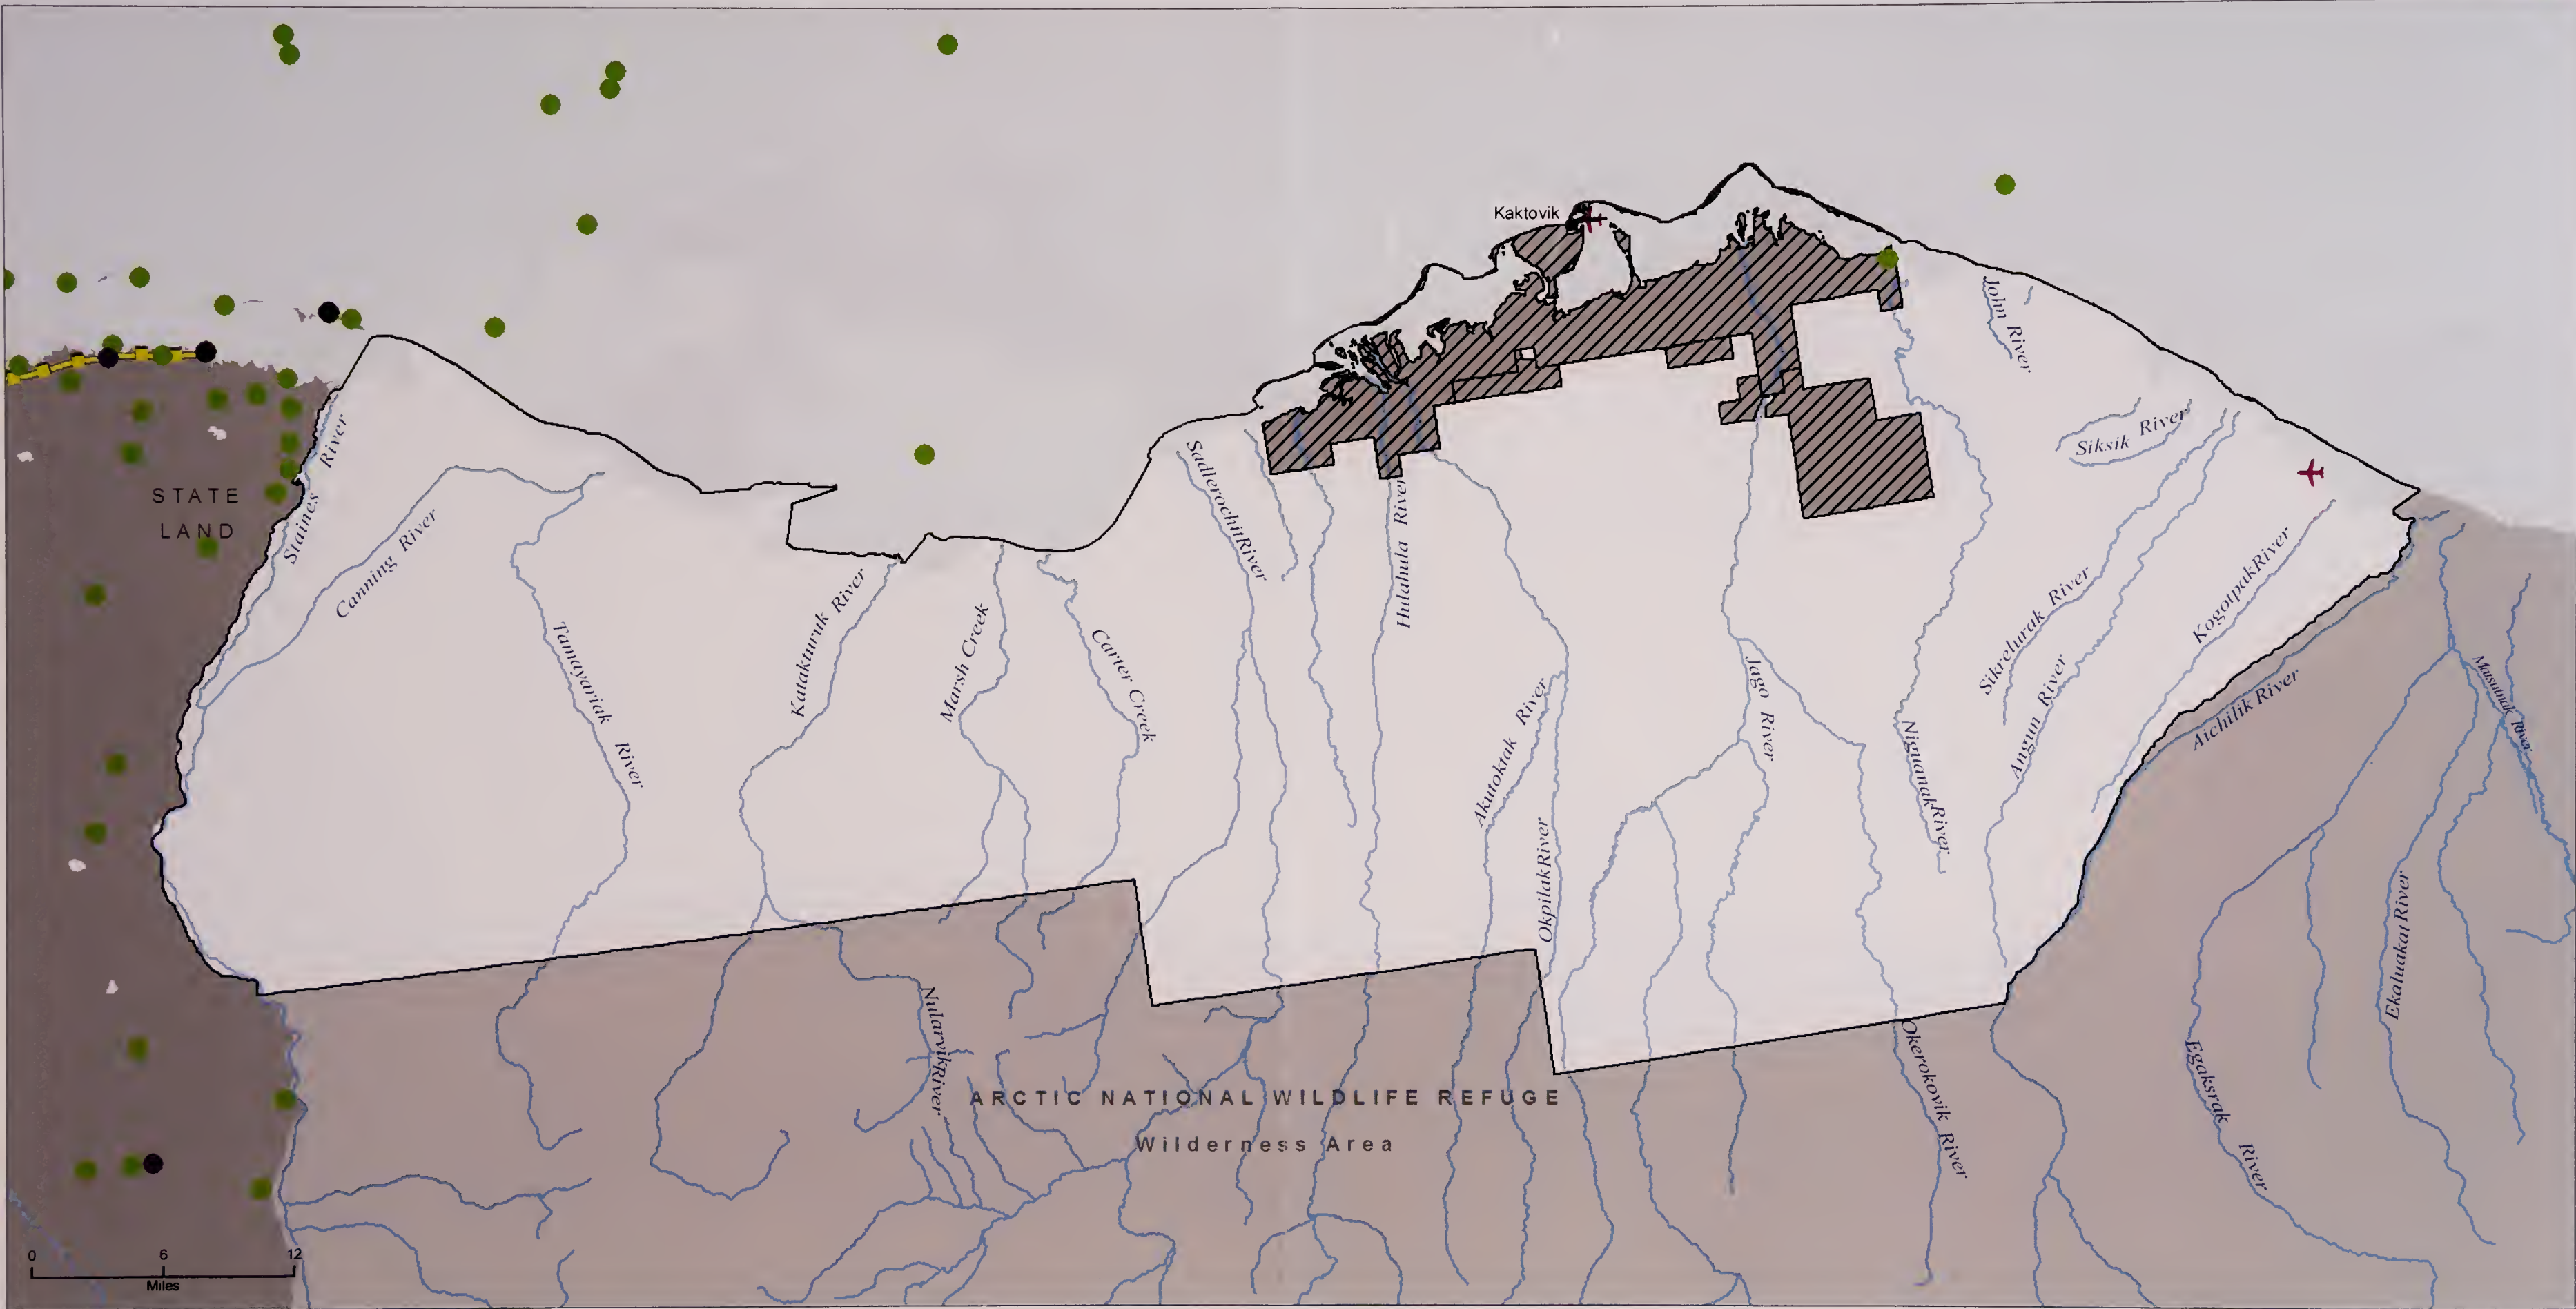 Kaktovik
John River
Siksik River
STATE
LAND
Staines River
Canning River
Sadlerochit River
Hulahula River
Tamayariak River
Katakturuk River
Marsh Creek
Carter Creek
Akutoktak River
Okpilak River
Jago River
Niguanak River
Sikrelurak River
Angun River
Kogotpak River
Aichilik River
Matsutnak River
Nularvik River
Okerokovik River
Egaksrak River
Ekaluakat River
ARCTIC NATIONAL WILDLIFE REFUGE
Wilderness Area
0 6 12
Miles